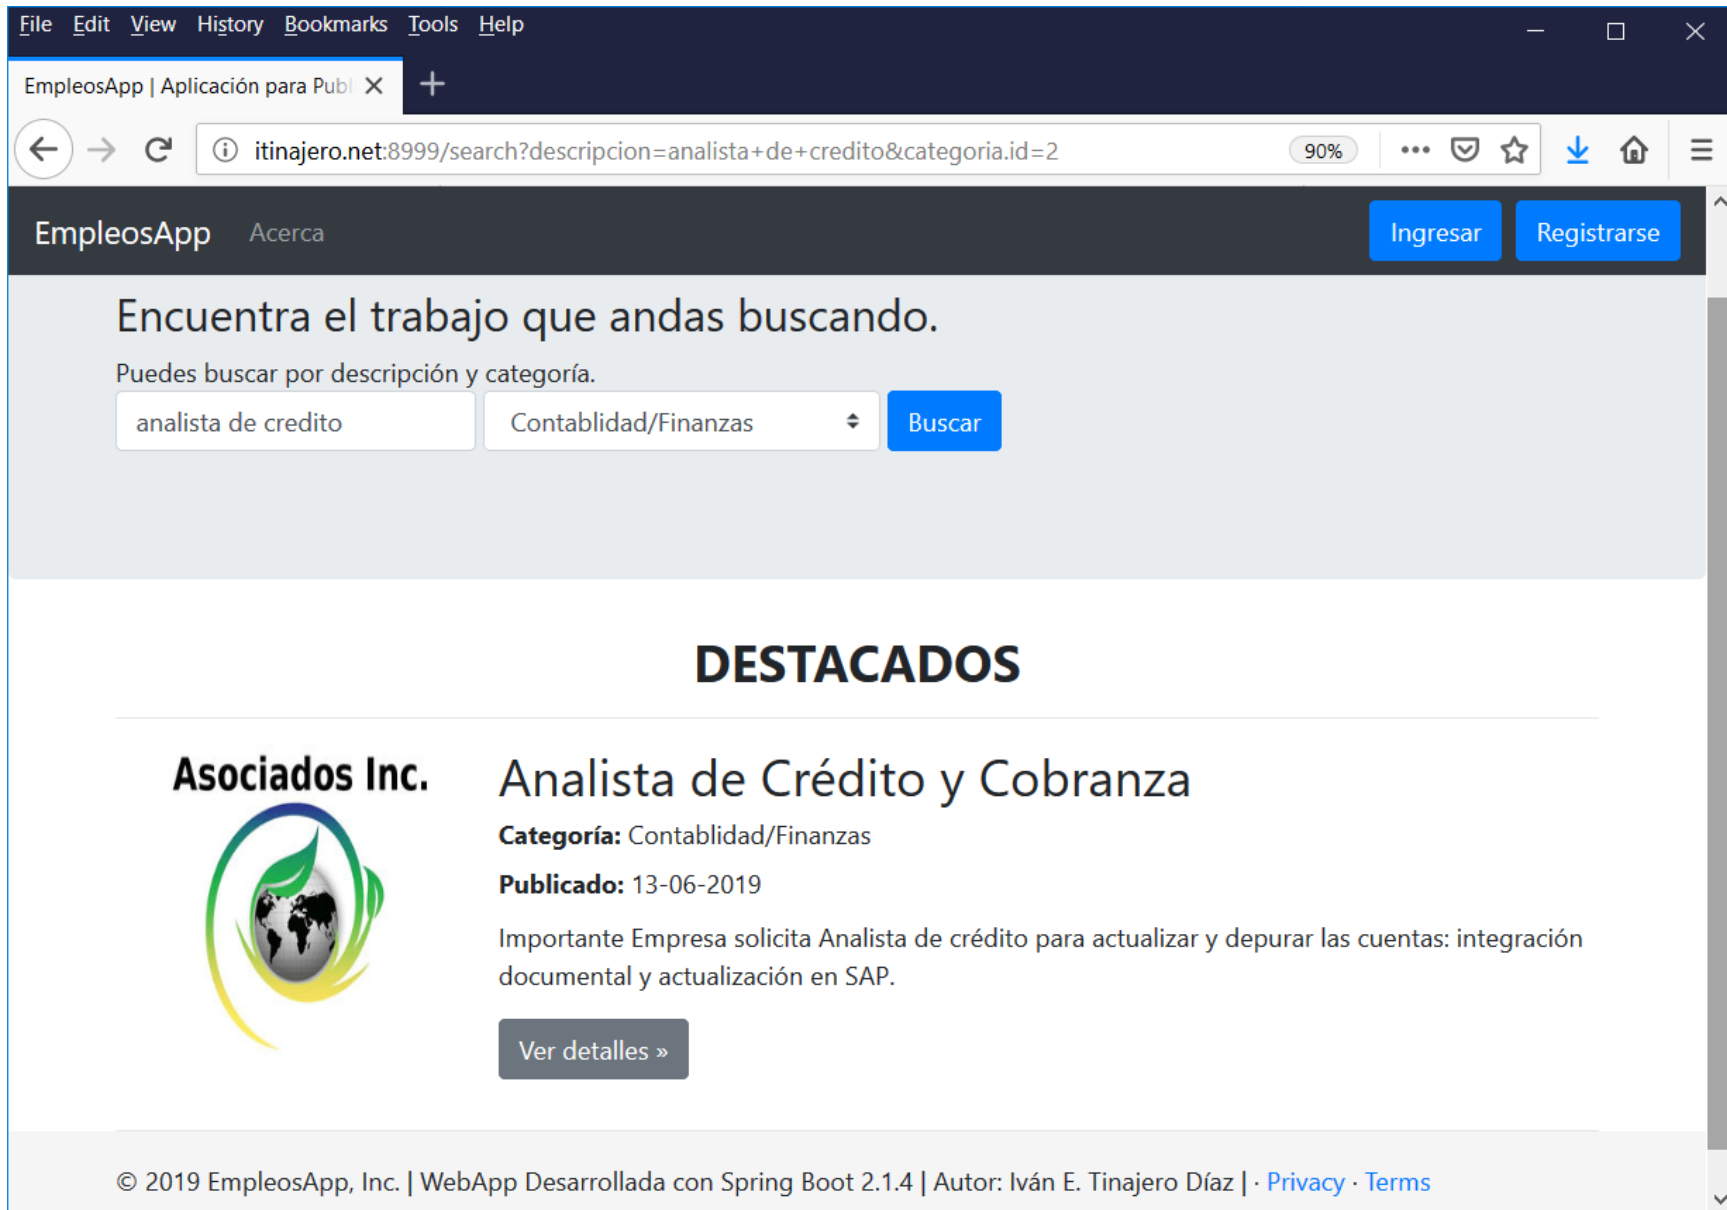 File Edit View History Bookmarks Tools Help
EmpleosApp | Aplicación para Publ
itinajero.net:8999/search?descripcion=analista+de+credito&categoria.id=2 90%
EmpleosApp Acerca Ingresar Registrarse
Encuentra el trabajo que andas buscando.
Puedes buscar por descripción y categoría.
analista de credito Contablidad/Finanzas Buscar
DESTACADOS
Asociados Inc.
Analista de Crédito y Cobranza
Categoría: Contablidad/Finanzas
Publicado: 13-06-2019
Importante Empresa solicita Analista de crédito para actualizar y depurar las cuentas: integración
documental y actualización en SAP.
Ver detalles »
© 2019 EmpleosApp, Inc. | WebApp Desarrollada con Spring Boot 2.1.4 | Autor: Iván E. Tinajero Díaz | · Privacy · Terms